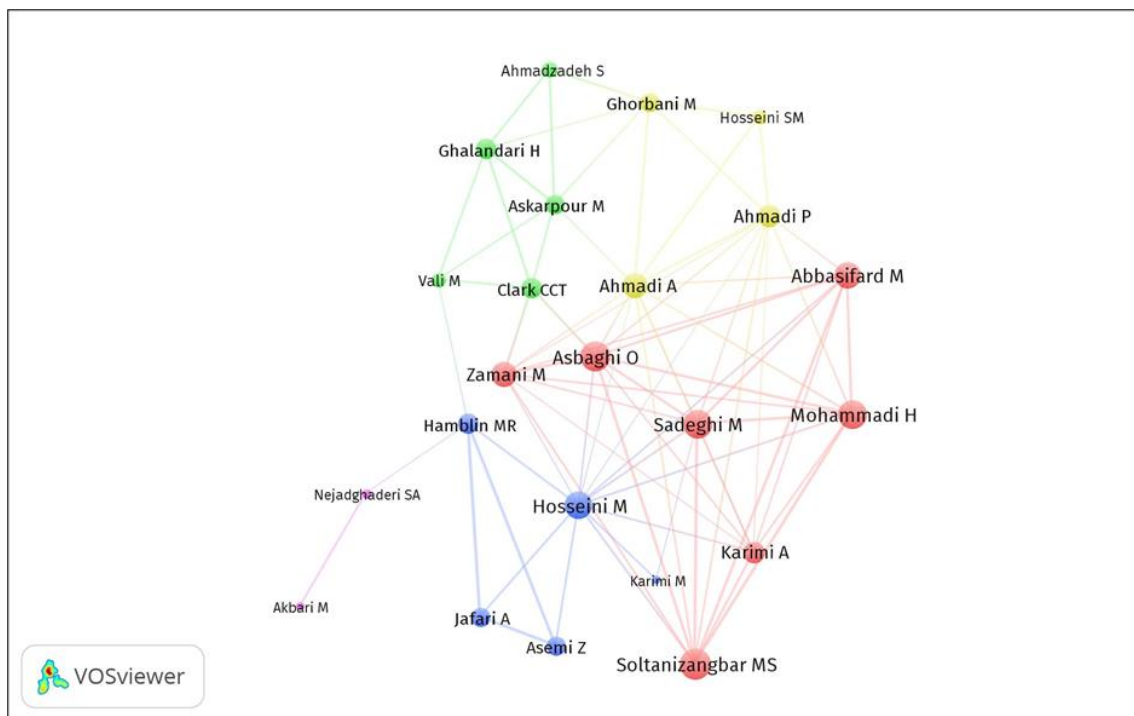 Ahmadzadeh S
Ghorbani M
Hosseini SM
Ghalandari H
Askarpour M
Ahmadi P
Abbasifard M
Vali M
Clark CCT
Ahmadi A
Asbaghi O
Zamani M
Mohammadi H
Sadeghi M
Hamblin MR
Nejadghaderi SA
Hosseini M
Karimi A
Karimi M
Akbari M
Jafari A
Asemi Z
Soltanizangbar MS
VOSviewer